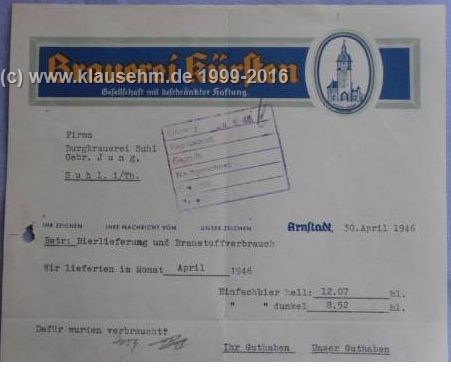 Brauerei Kürsten
(c) www.klausehm.de 1999-2016
Gesellschaft mit beschränkter Haftung.
Firma
Burgbrauerei Suhl
Gebr. Jung,
Suhl i/Th.
IHR ZEICHEN IHRE NACHRICHT VOM UNSER ZEICHEN Arnstadt, 30.April 1946
Betr: Bierlieferung und Braustoffverbrauch
Wir lieferten im Monat April 1946
Einfachbier hell: 12.07 hl.
" " dunkel 8.52 hl.
Dafür wurden verbraucht:
Ihr Guthaben Unser Guthaben